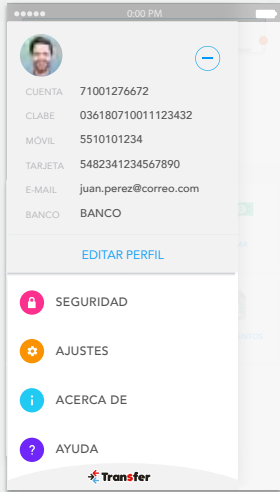 0:00 PM
CUENTA 71001276672
CLABE 036180710011123432
MÓVIL 5510101234
TARJETA 5482341234567890
E-MAIL juan.perez@correo.com
BANCO BANCO
EDITAR PERFIL
SEGURIDAD
AJUSTES
ACERCA DE
AYUDA
Transfer